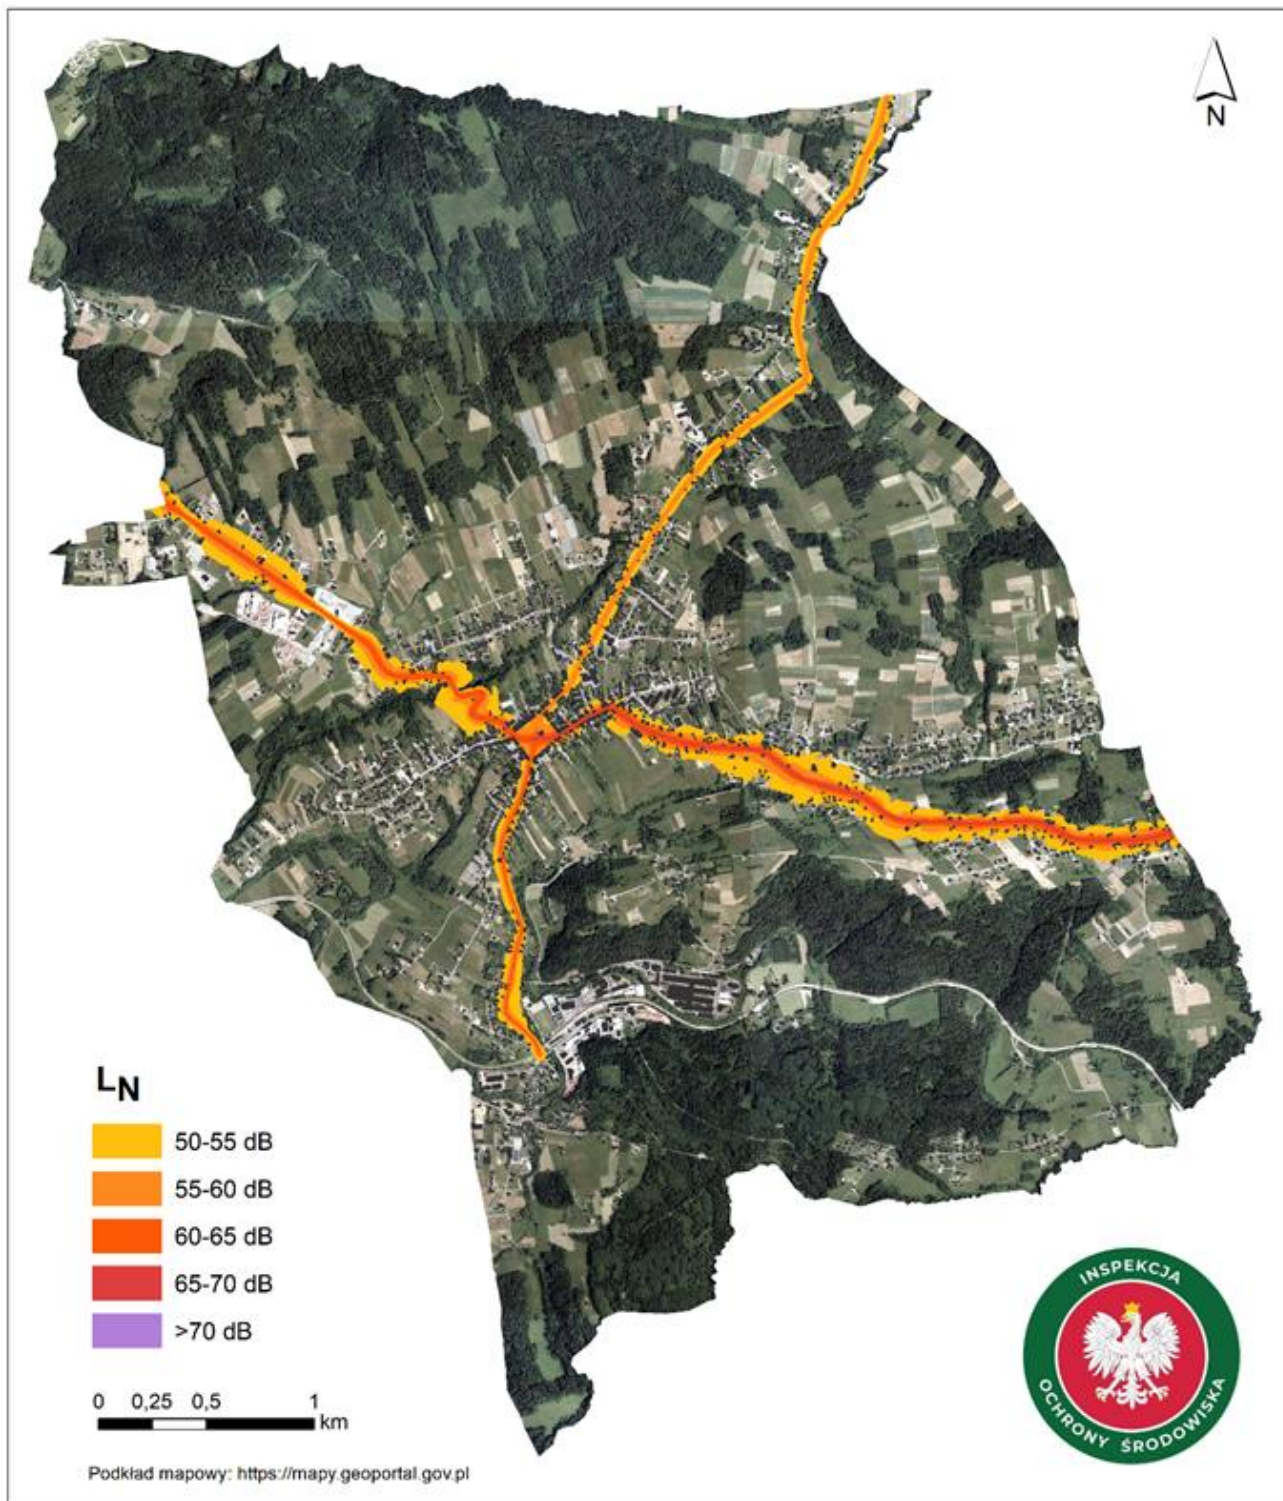 N
LN
50-55 dB
55-60 dB
60-65 dB
65-70 dB
>70 dB
0 0,25 0,5 1
km
Podkład mapowy: https://mapy.geoportal.gov.pl
INSPEKCJA
OCHRONY ŚRODOWISKA